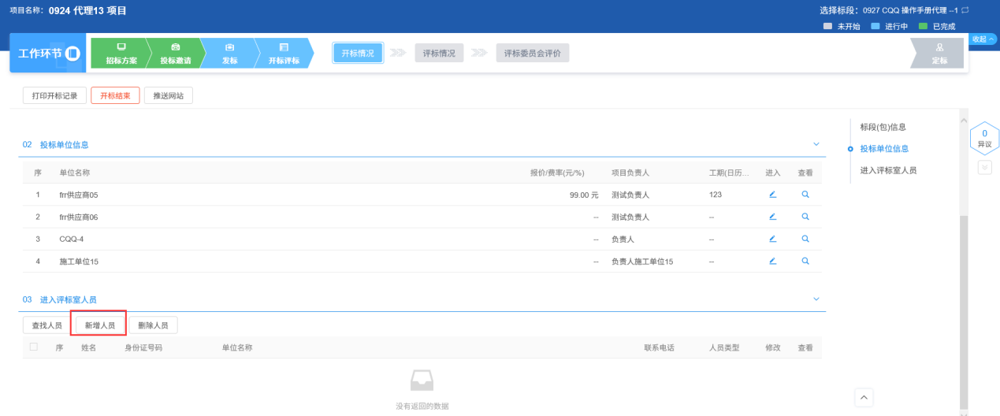 项目名称: 0924 代理13 项目
选择标段: 0927 CQQ 操作手册代理 --1
未开始 进行中 已完成
收起
工作环节 招标方案 投标邀请 发标 开标评标 开标情况 评标情况 评标委员会评价 定标
打印开标记录 开标结束 推送网站
标段(包)信息
投标单位信息
进入评标室人员
0
异议
02 投标单位信息
序 单位名称 报价/费率(元/%) 项目负责人 工期(日历... 进入 查看
1 frr供应商05 99.00 元 测试负责人 123
2 frr供应商06 -- 测试负责人 --
3 CQQ-4 -- 负责人 --
4 施工单位15 -- 负责人施工单位15 --
03 进入评标室人员
查找人员 新增人员 删除人员
序 姓名 身份证号码 单位名称 联系电话 人员类型 修改 查看
没有返回的数据